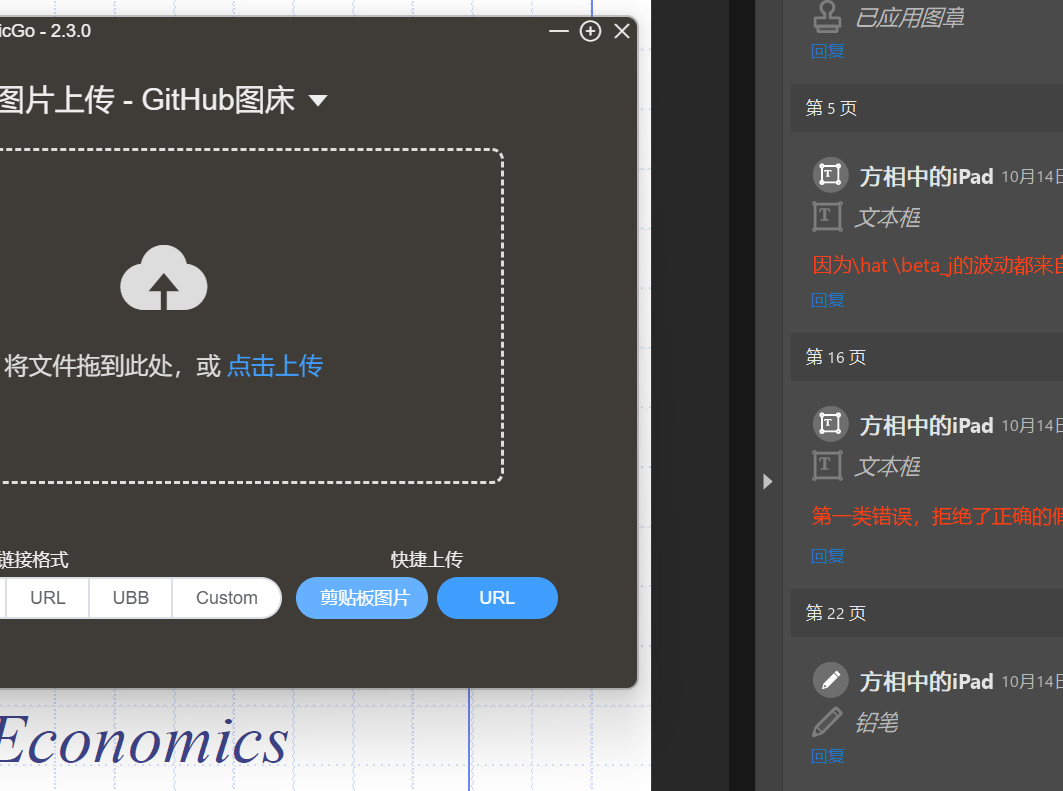 icGo - 2.3.0
图片上传 - GitHub图床
将文件拖到此处，或 点击上传
链接格式
快捷上传
URL
UBB
Custom
剪贴板图片
URL
Economics
已应用图章
回复
第 5 页
方相中的iPad 10月14日
文本框
因为\hat \beta_j的波动都来自
回复
第 16 页
方相中的iPad 10月14日
文本框
第一类错误，拒绝了正确的假
回复
第 22 页
方相中的iPad 10月14日
铅笔
回复